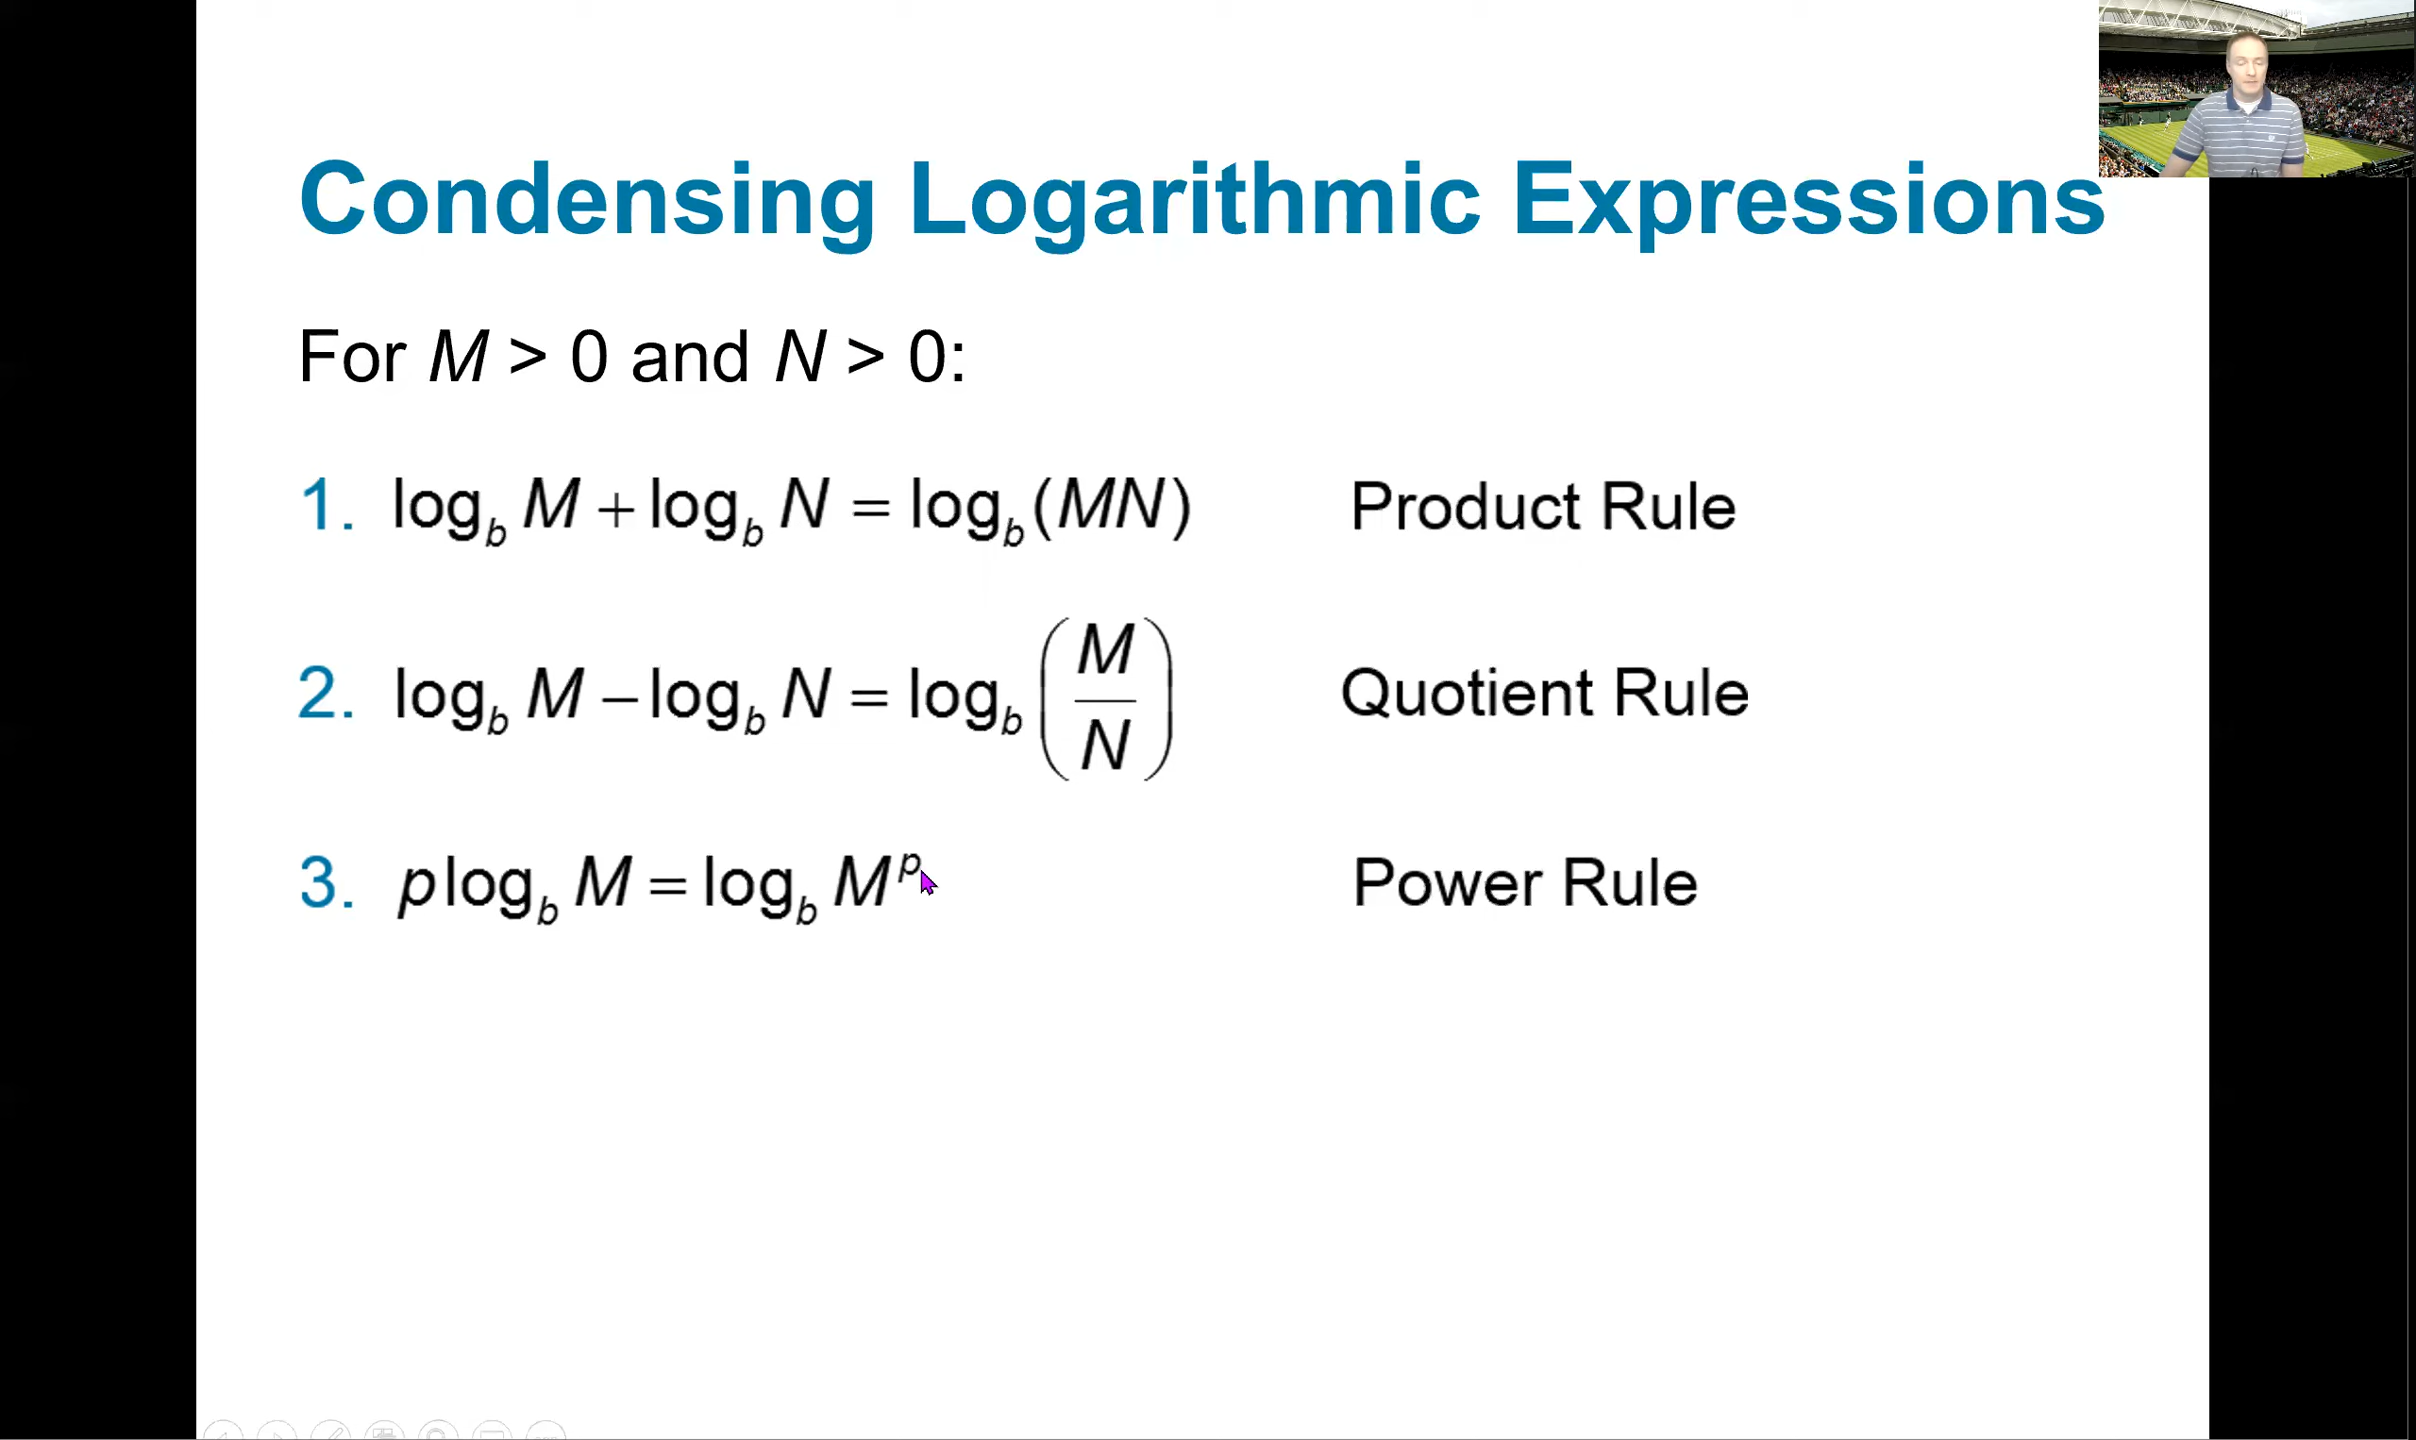 Condensing Logarithmic Expressions
For M > 0 and N > 0:
1. log_b M + log_b N = log_b (MN) Product Rule
2. log_b M − log_b N = log_b (M/N) Quotient Rule
3. p log_b M = log_b M^p Power Rule